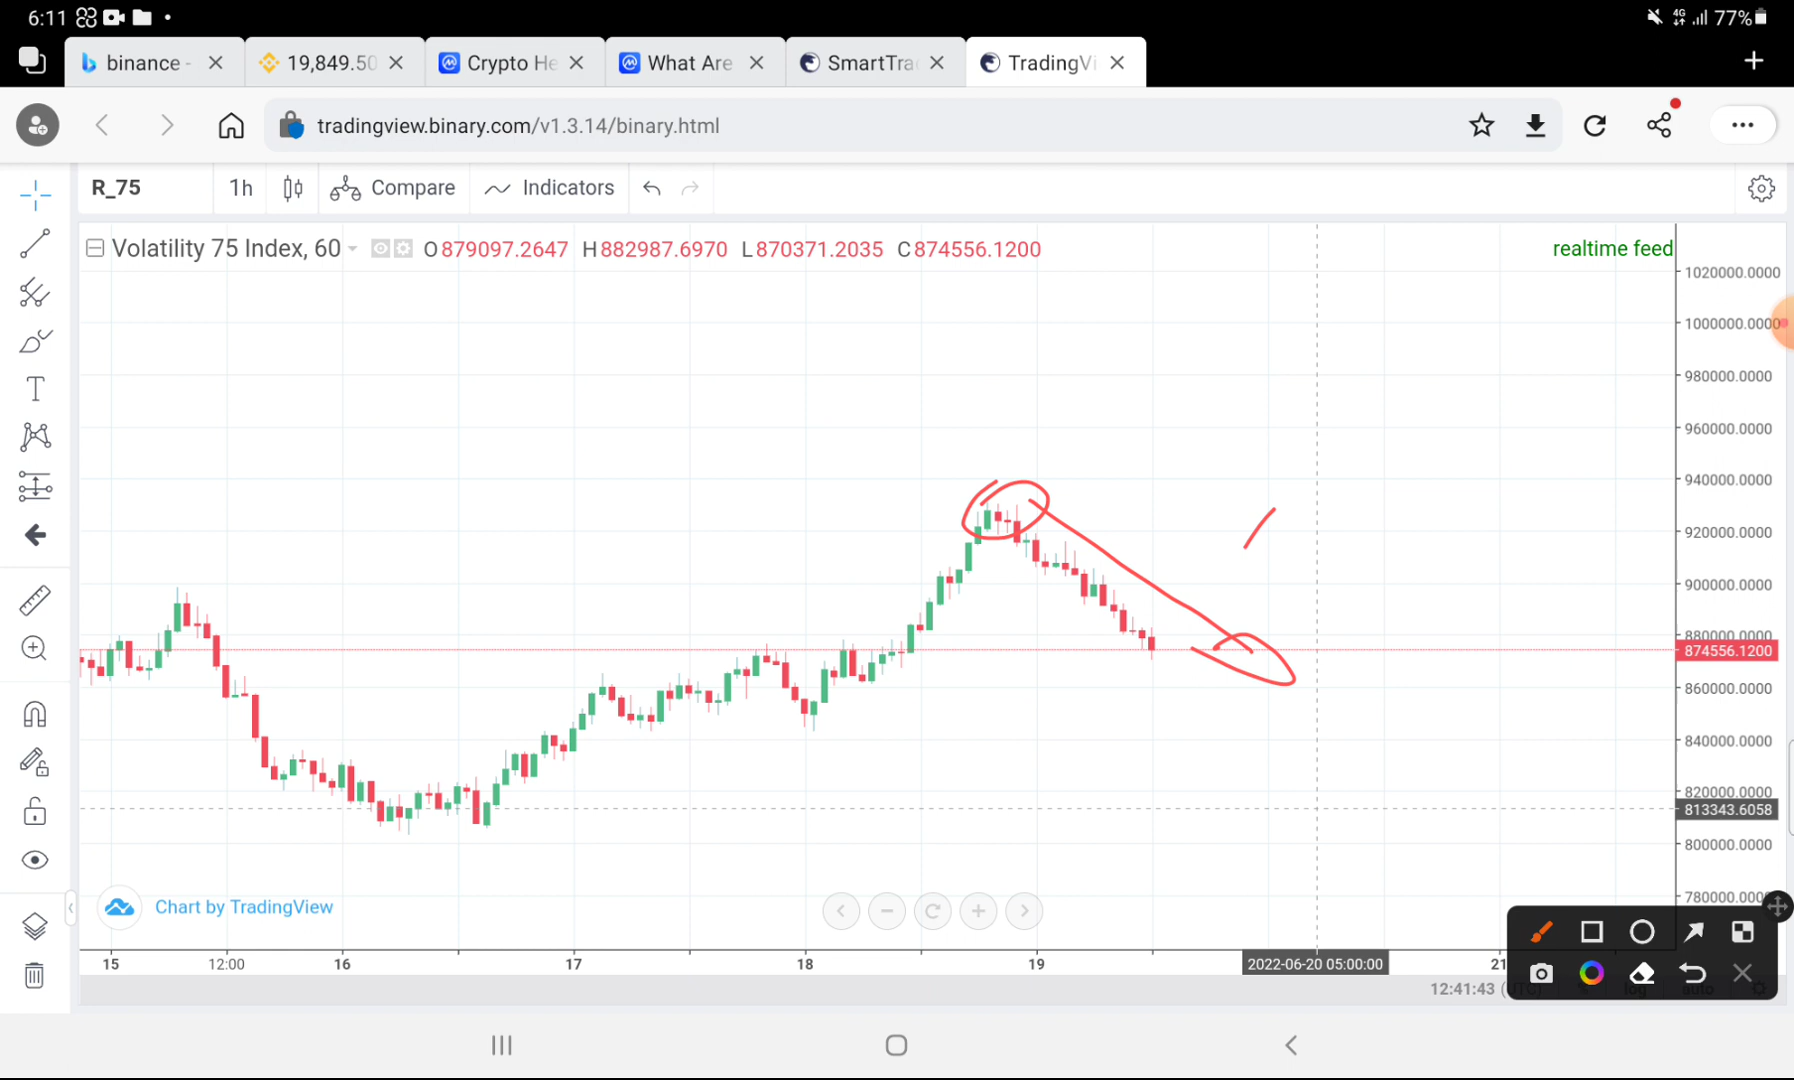 6:11
4G 77%
binance -
19,849.50
Crypto He
What Are
SmartTra
TradingVi
tradingview.binary.com/v1.3.14/binary.html
R_75 1h Compare Indicators
Volatility 75 Index, 60 O879097.2647 H882987.6970 L870371.2035 C874556.1200 realtime feed
1020000.0000
1000000.0000
980000.0000
960000.0000
940000.0000
920000.0000
900000.0000
880000.0000
874556.1200
860000.0000
840000.0000
820000.0000
813343.6058
800000.0000
780000.0000
Chart by TradingView
15 12:00 16 17 18 19 2022-06-20 05:00:00 21
12:41:43 (UTC) log auto